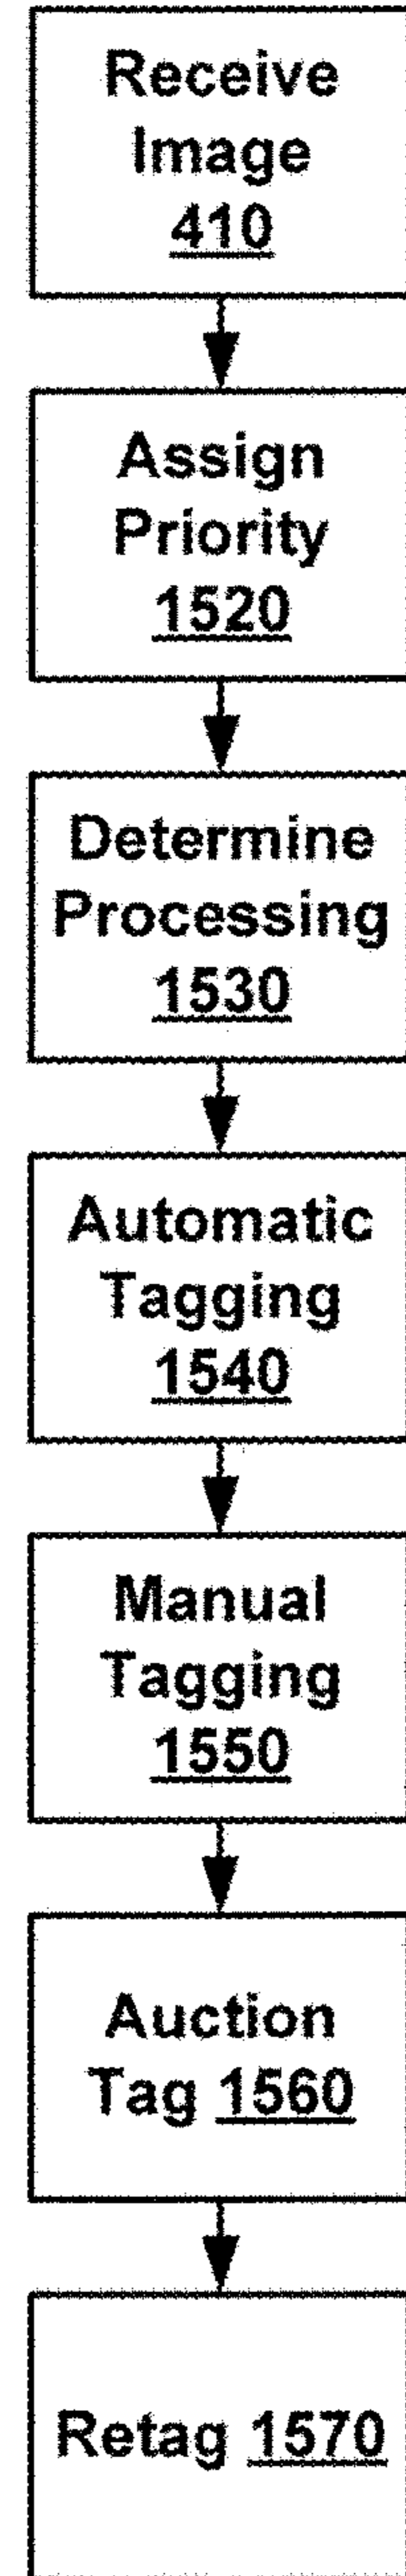 Receive
Image
410
Assign
Priority
1520
Determine
Processing
1530
Automatic
Tagging
1540
Manual
Tagging
1550
Auction
Tag 1560
Retag 1570